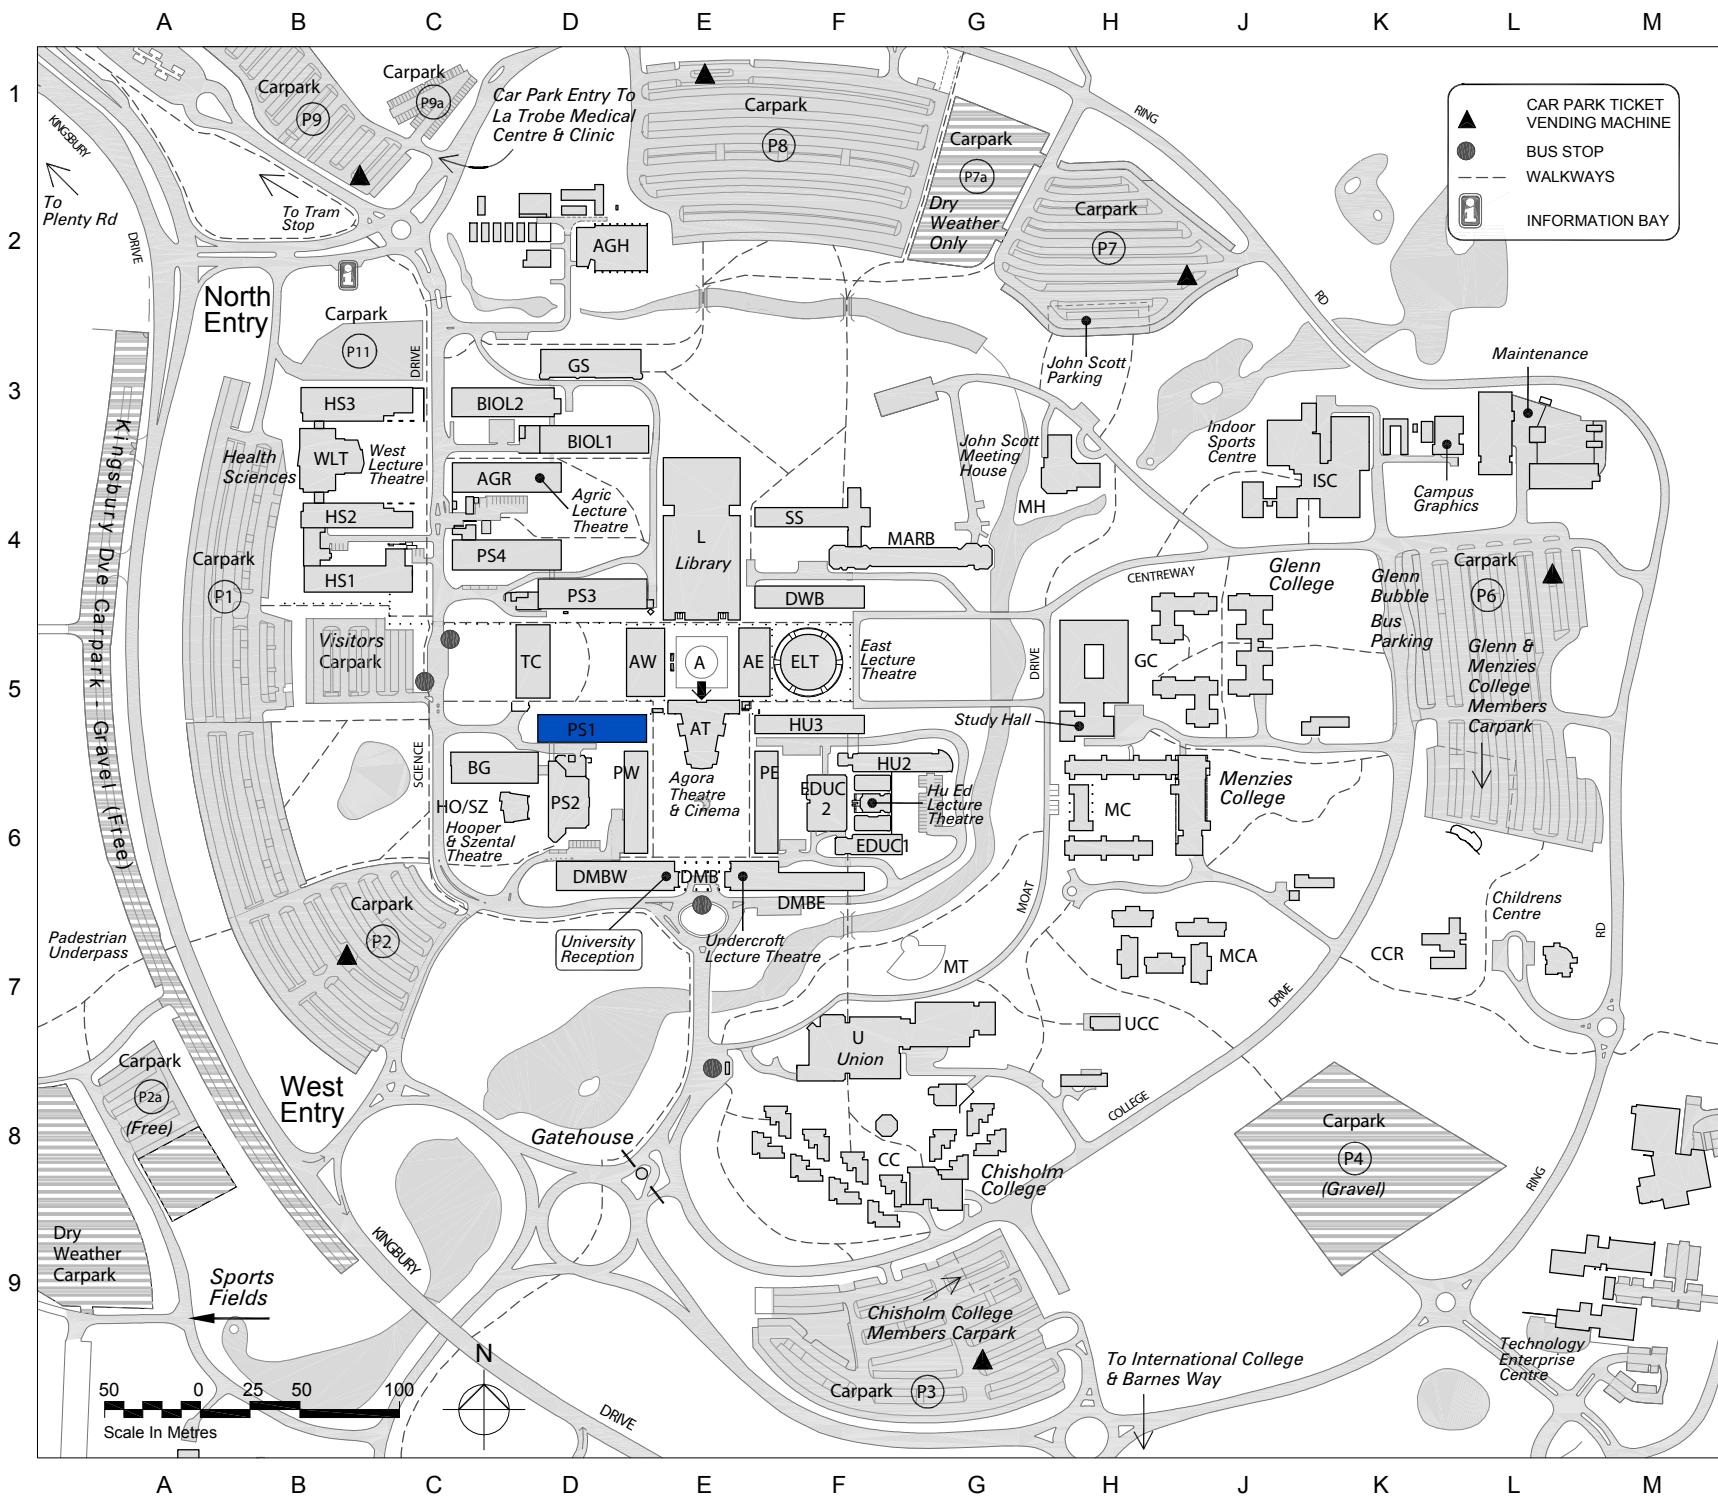 A B C D E F G H J K L M
1
2
3
4
5
6
7
8
9
CAR PARK TICKET
VENDING MACHINE
BUS STOP
WALKWAYS
INFORMATION BAY
Carpark
P9
Carpark
P9a
Car Park Entry To
La Trobe Medical
Centre & Clinic
Carpark
P8
Carpark
P7a
Dry
Weather
Only
RING
KINGSBURY
To
Plenty Rd
To Tram
Stop
DRIVE
AGH
Carpark
P7
RD
North
Entry
Carpark
P11
DRIVE
GS
John Scott
Parking
Maintenance
HS3
BIOL2
BIOL1
WLT
West
Lecture
Theatre
Health
Sciences
AGR
Agric
Lecture
Theatre
HS2
PS4
HS1
PS3
L
Library
SS
MARB
DWB
John Scott
Meeting
House
MH
Indoor
Sports
Centre
ISC
Campus
Graphics
Kingsbury Dve Carpark - Gravel (Free)
Carpark
P1
CENTREWAY
Glenn
College
Glenn
Bubble
Bus
Parking
Carpark
P6
Glenn &
Menzies
College
Members
Carpark
Visitors
Carpark
TC
AW
A
AE
ELT
East
Lecture
Theatre
DRIVE
GC
Study Hall
PS1
AT
HU3
SCIENCE
BG
PS2
PW
Agora
Theatre
& Cinema
PE
EDUC
2
HU2
Hu Ed
Lecture
Theatre
EDUC1
HO/SZ
Hooper
& Szental
Theatre
MC
Menzies
College
DMBW
DMB
DMBE
MOAT
Carpark
P2
Padestrian
Underpass
University
Reception
Undercroft
Lecture Theatre
MT
MCA
CCR
Childrens
Centre
RD
DRIVE
UCC
U
Union
Carpark
P2a
(Free)
West
Entry
COLLEGE
Gatehouse
CC
Chisholm
College
Carpark
P4
(Gravel)
RING
Dry
Weather
Carpark
KINGBURY
Sports
Fields
Chisholm College
Members Carpark
Carpark
P3
To International College
& Barnes Way
Technology
Enterprise
Centre
N
50 0 25 50 100
Scale In Metres
DRIVE
A B C D E F G H J K L M